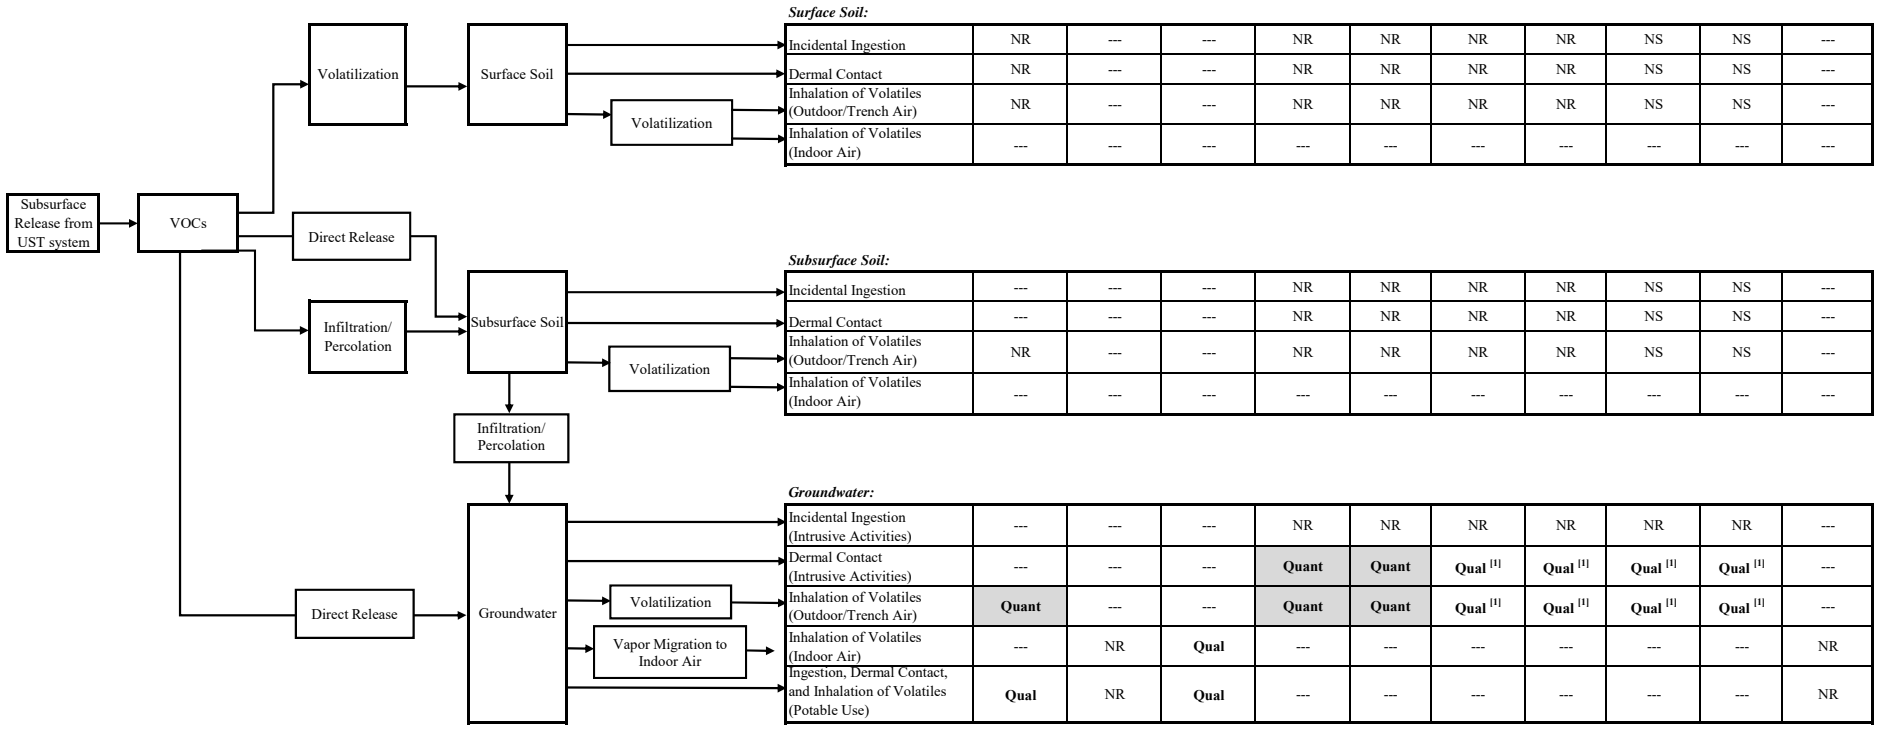 Surface Soil:
Incidental Ingestion NR --- --- NR NR NR NR NS NS ---
Dermal Contact NR --- --- NR NR NR NR NS NS ---
Inhalation of Volatiles
(Outdoor/Trench Air) NR --- --- NR NR NR NR NS NS ---
Inhalation of Volatiles
(Indoor Air) --- --- --- --- --- --- --- --- --- ---
Volatilization
Surface Soil
Volatilization
Subsurface
Release from
UST system
VOCs
Direct Release
Subsurface Soil:
Incidental Ingestion --- --- --- NR NR NR NR NS NS ---
Dermal Contact --- --- --- NR NR NR NR NS NS ---
Inhalation of Volatiles
(Outdoor/Trench Air) NR --- --- NR NR NR NR NS NS ---
Inhalation of Volatiles
(Indoor Air) --- --- --- --- --- --- --- --- --- ---
Infiltration/
Percolation
Subsurface Soil
Volatilization
Infiltration/
Percolation
Groundwater:
Incidental Ingestion
(Intrusive Activities) --- --- --- NR NR NR NR NR NR ---
Dermal Contact
(Intrusive Activities) --- --- --- Quant Quant Qual [1] Qual [1] Qual [1] Qual [1] ---
Inhalation of Volatiles
(Outdoor/Trench Air) Quant --- --- Quant Quant Qual [1] Qual [1] Qual [1] Qual [1] ---
Inhalation of Volatiles
(Indoor Air) --- NR Qual --- --- --- --- --- --- NR
Ingestion, Dermal Contact,
and Inhalation of Volatiles
(Potable Use) Qual NR Qual --- --- --- --- --- --- NR
Direct Release
Groundwater
Volatilization
Vapor Migration to
Indoor Air